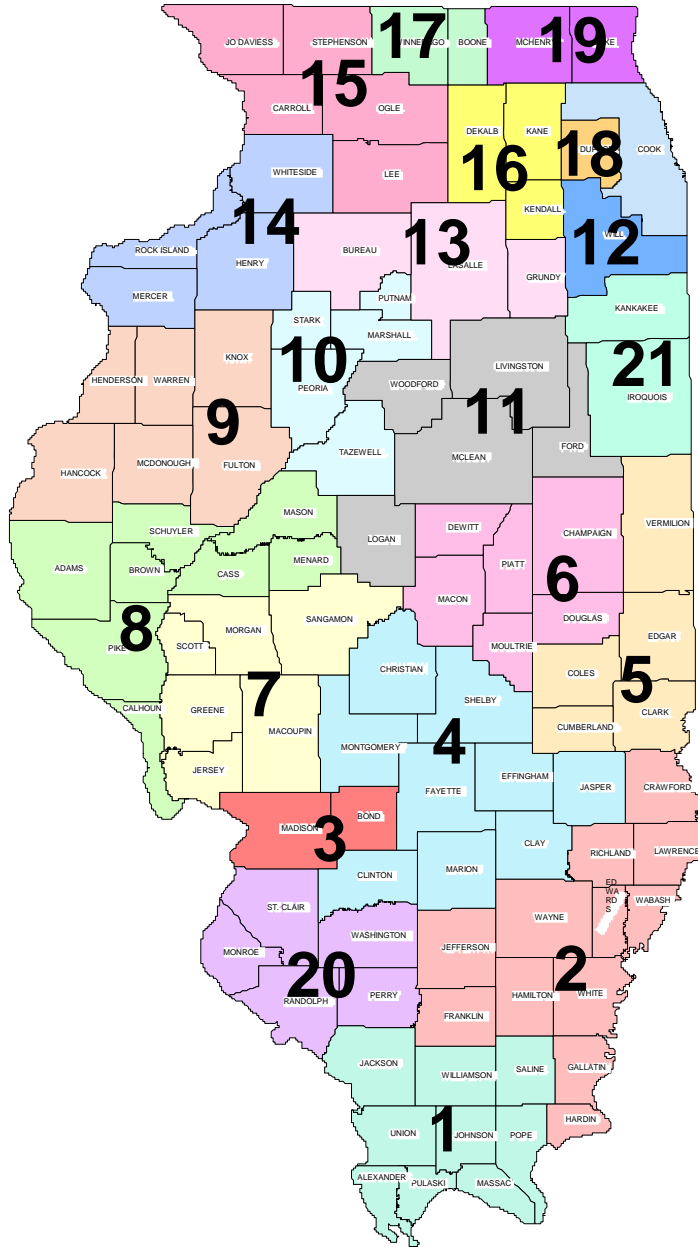 JO DAVIESS
STEPHENSON
17
BOONE
MCHENRY
19
15
CARROLL
OGLE
DEKALB
KANE
18
COOK
WHITESIDE
LEE
16
KENDALL
14
13
12
ROCK ISLAND
BUREAU
HENRY
GRUNDY
MERCER
PUTNAM
KANKAKEE
STARK
MARSHALL
KNOX
10
LIVINGSTON
21
HENDERSON
WARREN
PEORIA
WOODFORD
IROQUOIS
9
11
HANCOCK
MCDONOUGH
FULTON
TAZEWELL
MCLEAN
FORD
MASON
SCHUYLER
LOGAN
DEWITT
CHAMPAIGN
VERMILION
ADAMS
BROWN
CASS
MENARD
PIATT
6
MACON
SANGAMON
DOUGLAS
8
PIKE
SCOTT
MORGAN
MOULTRIE
EDGAR
CHRISTIAN
COLES
5
7
SHELBY
CALHOUN
GREENE
CLARK
MACOUPIN
CUMBERLAND
MONTGOMERY
4
JERSEY
FAYETTE
EFFINGHAM
JASPER
CRAWFORD
MADISON
3
BOND
CLAY
RICHLAND
LAWRENCE
CLINTON
MARION
ED
WA
RD
S
WABASH
ST. CLAIR
WAYNE
WASHINGTON
MONROE
JEFFERSON
20
2
RANDOLPH
PERRY
HAMILTON
WHITE
FRANKLIN
JACKSON
WILLIAMSON
SALINE
GALLATIN
UNION
1
JOHNSON
POPE
HARDIN
ALEXANDER
PULASKI
MASSAC